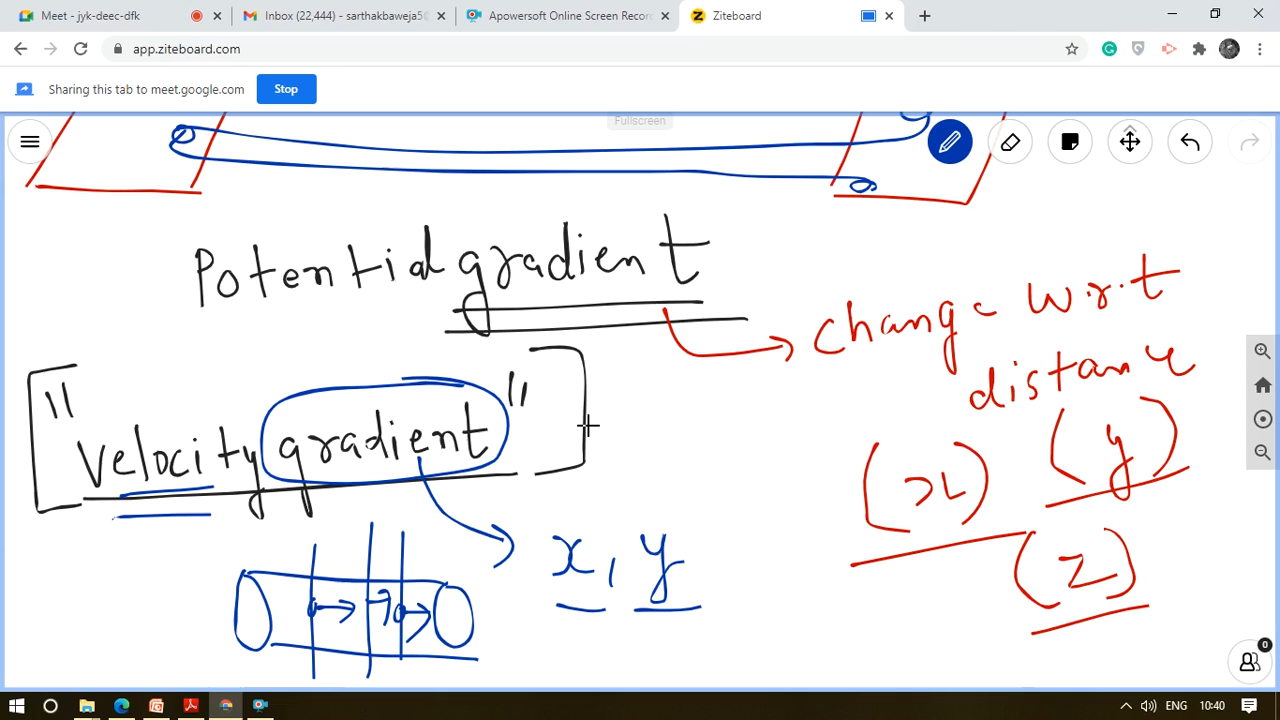 Meet - jyk-deec-dfk
Inbox (22,444) - sarthakbaweja5
Apowersoft Online Screen Recor
Ziteboard
app.ziteboard.com
Sharing this tab to meet.google.com
Stop
Fullscreen
Potential gradient
change w.r.t
distance
"velocity gradient"
(x)
(y)
(z)
x, y
0
ENG
10:40